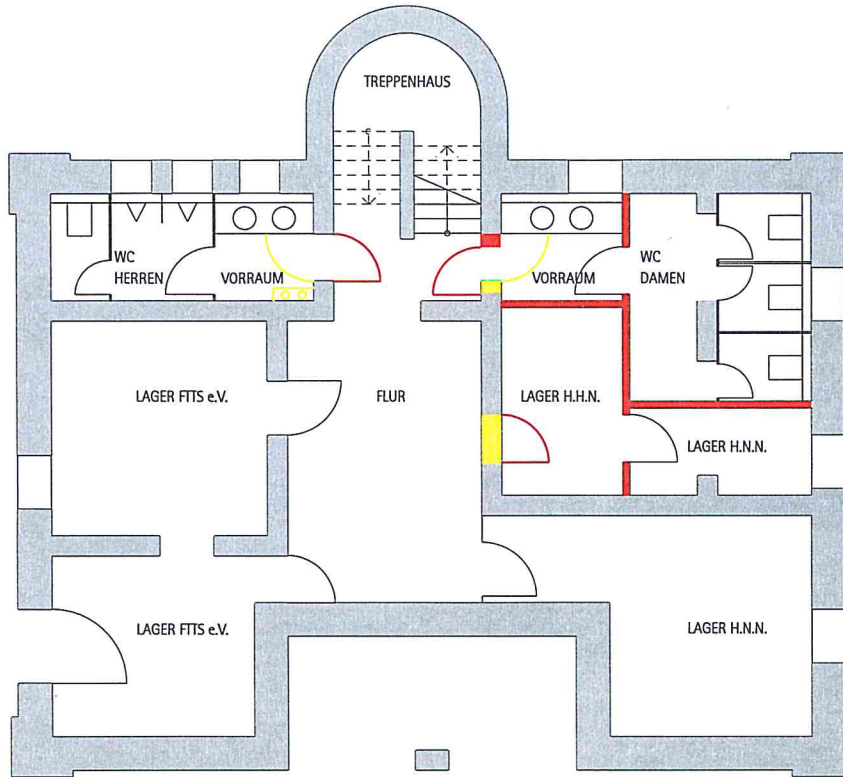 TREPPENHAUS
WC
HERREN
VORRAUM
VORRAUM
WC
DAMEN
LAGER FTTS e.V.
FLUR
LAGER H.H.N.
LAGER H.N.N.
LAGER FTTS e.V.
LAGER H.N.N.